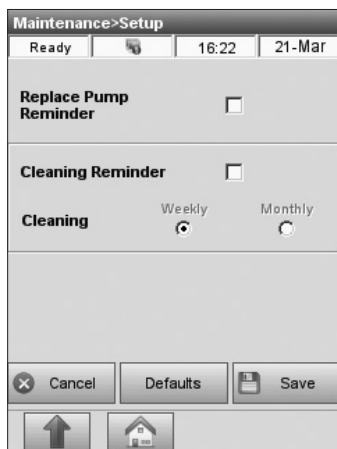 Maintenance>Setup
Ready 16:22 21-Mar
Replace Pump
Reminder
Cleaning Reminder
Weekly Monthly
Cleaning
Cancel Defaults Save